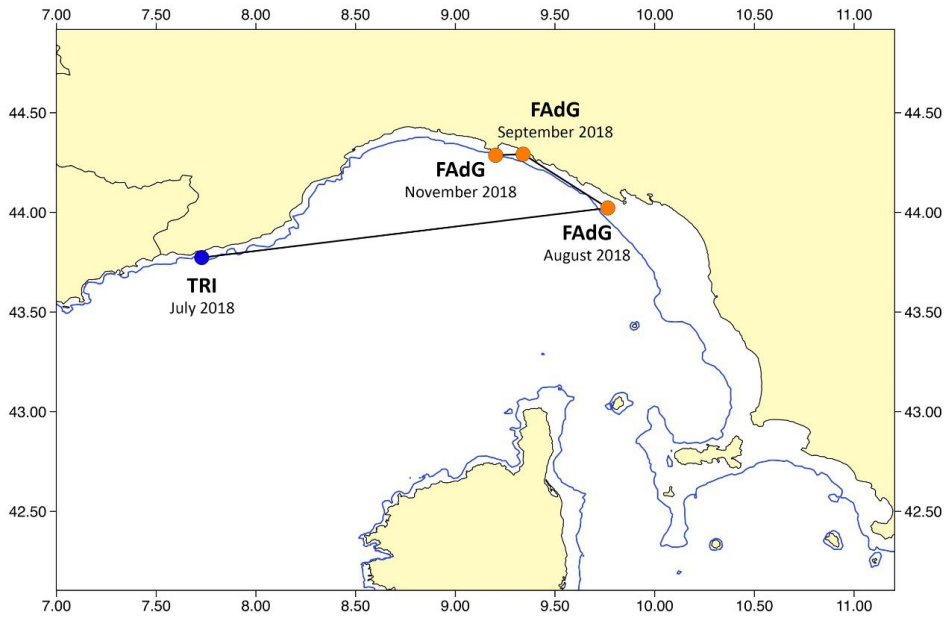 7.00 7.50 8.00 8.50 9.00 9.50 10.00 10.50 11.00
44.50 44.50
FAdG
September 2018
FAdG
November 2018
44.00 44.00
FAdG
August 2018
TRI
July 2018
43.50 43.50
43.00 43.00
42.50 42.50
7.00 7.50 8.00 8.50 9.00 9.50 10.00 10.50 11.00